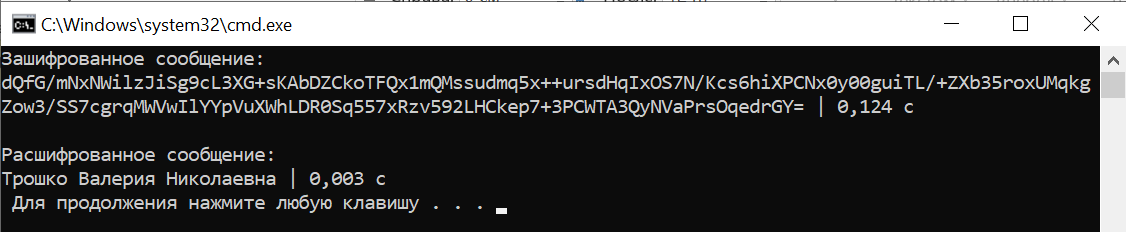 C:\Windows\system32\cmd.exe
Зашифрованное сообщение:
dQfG/mNxNWilzJiSg9cL3XG+sKAbDZCkoTFQx1mQMssudmq5x++ursdHqIxOS7N/Kcs6hiXPCNx0y00guiTL/+ZXb35roxUMqkg
Zow3/SS7cgrqMWVwIlYYpVuXWhLDR0Sq557xRzv592LHCkep7+3PCWTA3QyNVaPrsOqedrGY= | 0,124 с
Расшифрованное сообщение:
Трошко Валерия Николаевна | 0,003 с
Для продолжения нажмите любую клавишу . . .